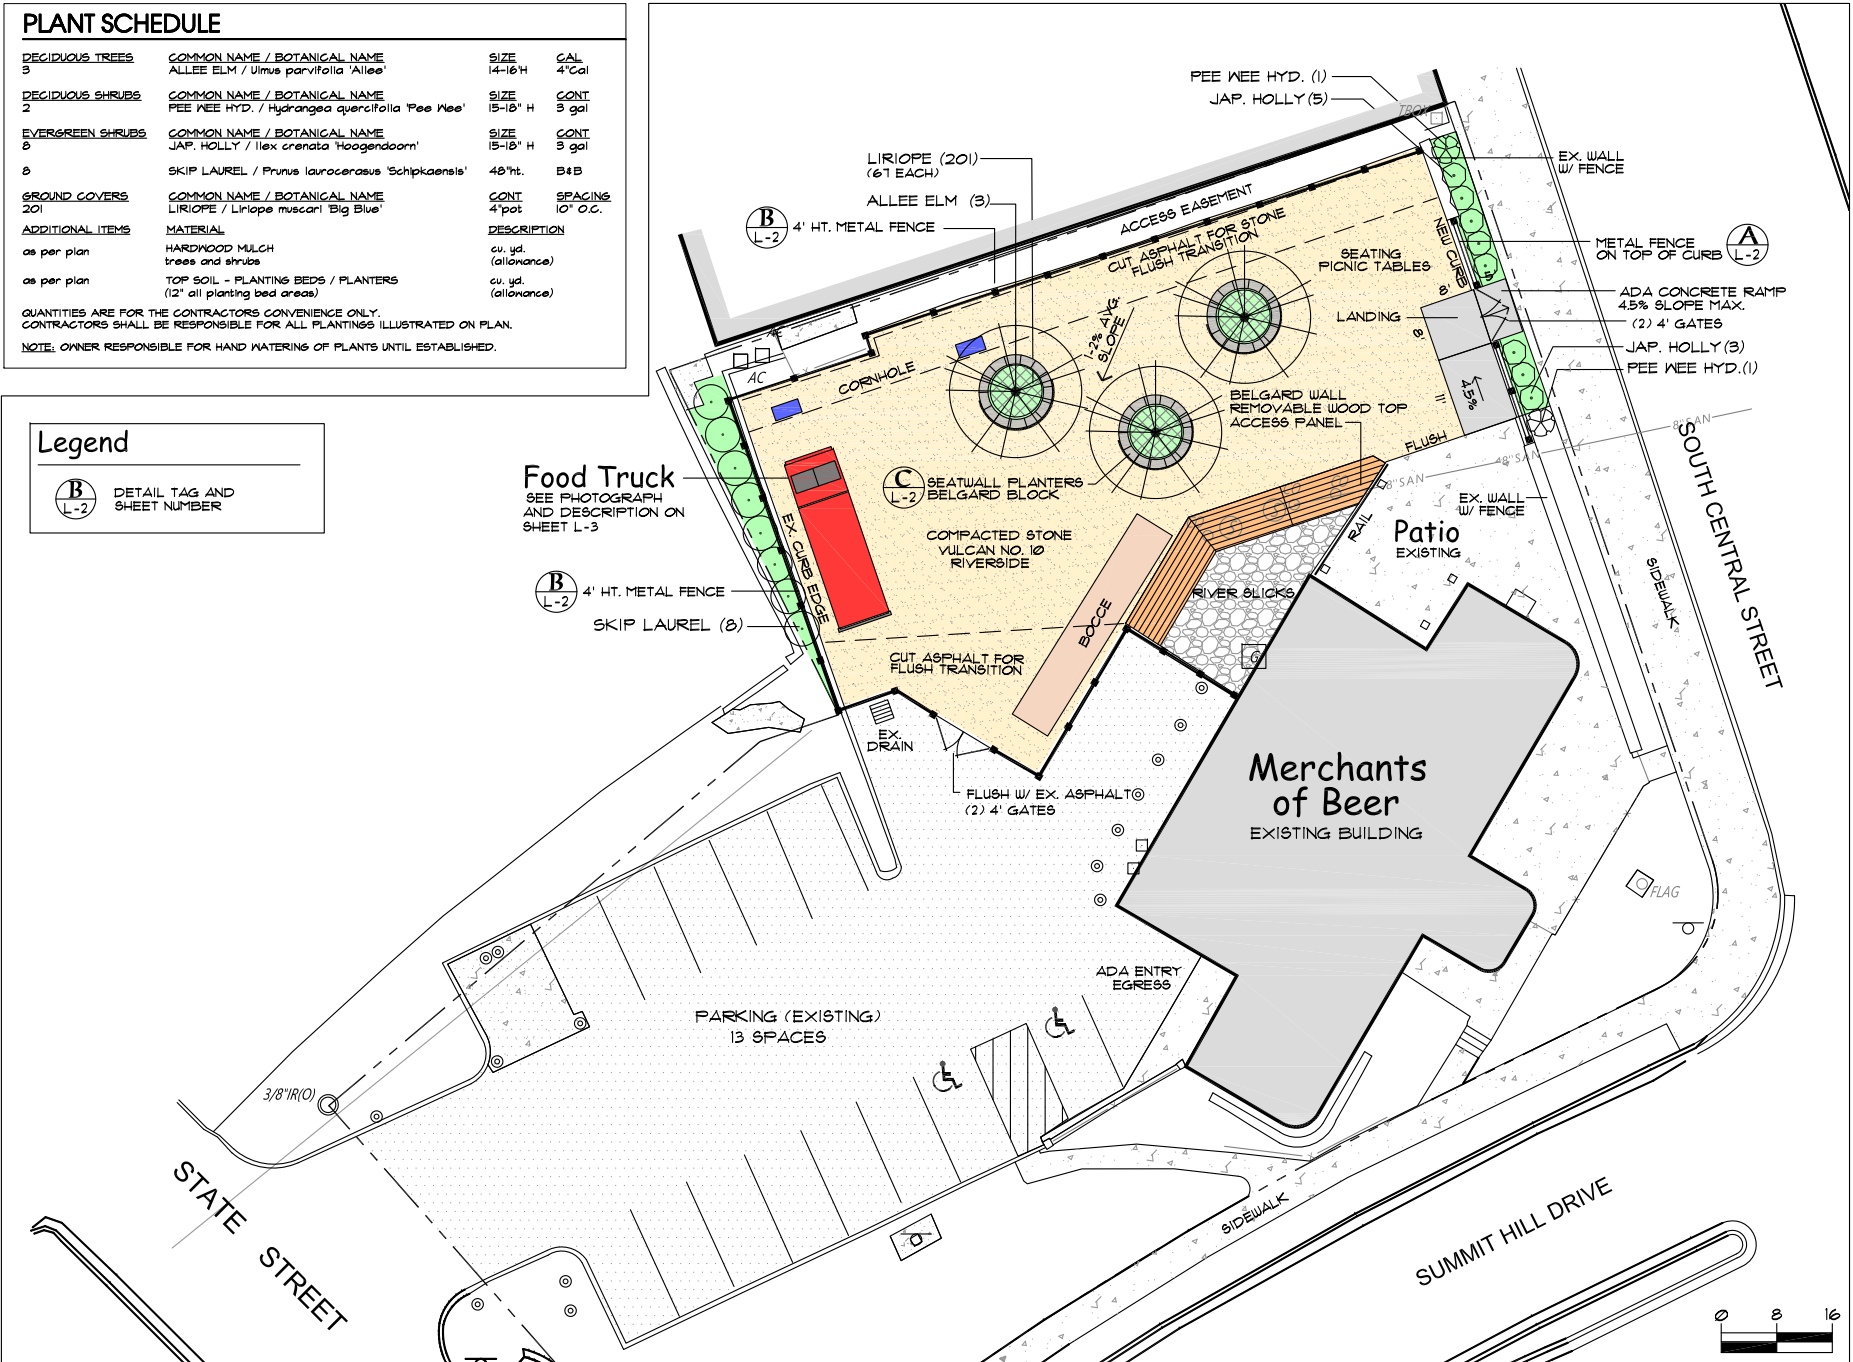 PLANT SCHEDULE
DECIDUOUS TREES COMMON NAME / BOTANICAL NAME SIZE CAL
3 ALLEE ELM / Ulmus parvifolia 'Allee' 14-16'H 4"Cal
DECIDUOUS SHRUBS COMMON NAME / BOTANICAL NAME SIZE CONT
2 PEE WEE HYD. / Hydrangea quercifolia 'Pee Wee' 15-18" H 3 gal
EVERGREEN SHRUBS COMMON NAME / BOTANICAL NAME SIZE CONT
8 JAP. HOLLY / Ilex crenata 'Hoogendoorn' 15-18" H 3 gal
8 SKIP LAUREL / Prunus laurocerasus 'Schipkaensis' 48"ht. B&B
GROUND COVERS COMMON NAME / BOTANICAL NAME CONT SPACING
201 LIRIOPE / Liriope muscari 'Big Blue' 4"pot 10" O.C.
ADDITIONAL ITEMS MATERIAL DESCRIPTION
as per plan HARDWOOD MULCH cu. yd.
trees and shrubs (allowance)
as per plan TOP SOIL - PLANTING BEDS / PLANTERS cu. yd.
(12" all planting bed areas) (allowance)
QUANTITIES ARE FOR THE CONTRACTORS CONVENIENCE ONLY.
CONTRACTORS SHALL BE RESPONSIBLE FOR ALL PLANTINGS ILLUSTRATED ON PLAN.
NOTE: OWNER RESPONSIBLE FOR HAND WATERING OF PLANTS UNTIL ESTABLISHED.
Legend
B
L-2
DETAIL TAG AND
SHEET NUMBER
PEE WEE HYD. (1)
JAP. HOLLY (5)
TBOX
LIRIOPE (201)
(67 EACH)
ALLEE ELM (3)
B
L-2
4' HT. METAL FENCE
ACCESS EASEMENT
CUT ASPHALT FOR STONE
FLUSH TRANSITION
EX. WALL
W/ FENCE
METAL FENCE
ON TOP OF CURB
A
L-2
NEW CURB
SEATING
PICNIC TABLES
5'
8'
8'
LANDING
ADA CONCRETE RAMP
4.5% SLOPE MAX.
(2) 4' GATES
JAP. HOLLY (3)
PEE WEE HYD.(1)
1-2% AVG.
SLOPE
AC
CORNHOLE
BELGARD WALL
REMOVABLE WOOD TOP
ACCESS PANEL
11'
4.5%
FLUSH
8"SAN
8"SAN
8"SAN
Food Truck
SEE PHOTOGRAPH
AND DESCRIPTION ON
SHEET L-3
C
L-2
SEATWALL PLANTERS
BELGARD BLOCK
EX. CURB EDGE
COMPACTED STONE
VULCAN NO. 10
RIVERSIDE
EX. WALL
W/ FENCE
RAIL
Patio
EXISTING
SOUTH CENTRAL STREET
SIDEWALK
B
L-2
4' HT. METAL FENCE
SKIP LAUREL (8)
BOCCE
RIVER SLICKS
G
CUT ASPHALT FOR
FLUSH TRANSITION
EX.
DRAIN
FLUSH W/ EX. ASPHALT
(2) 4' GATES
Merchants
of Beer
EXISTING BUILDING
FLAG
ADA ENTRY
EGRESS
PARKING (EXISTING)
13 SPACES
3/8"IR(O)
STATE STREET
SIDEWALK
SUMMIT HILL DRIVE
0 8 16